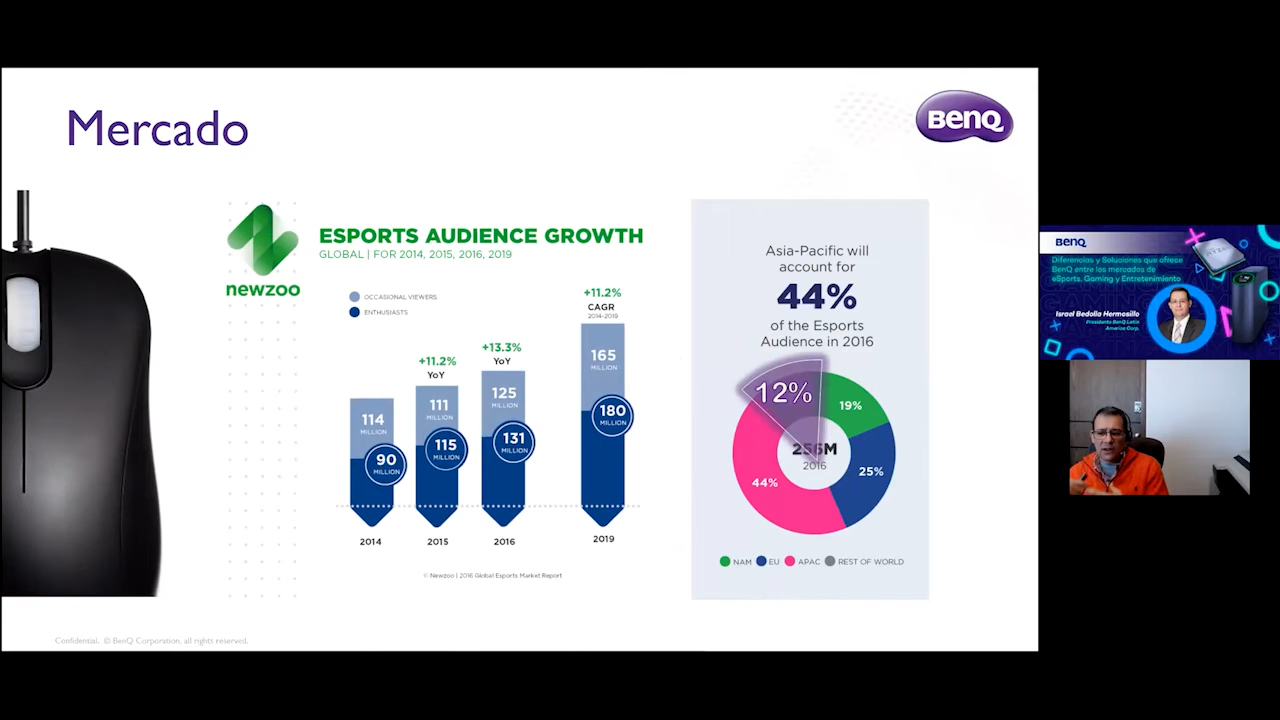 Mercado
BenQ
newzoo
ESPORTS AUDIENCE GROWTH
GLOBAL | FOR 2014, 2015, 2016, 2019
OCCASIONAL VIEWERS
ENTHUSIASTS
114
MILLION
90
MILLION
2014
+11.2%
YoY
111
MILLION
115
MILLION
2015
+13.3%
YoY
125
MILLION
131
MILLION
2016
+11.2%
CAGR
2014-2019
165
MILLION
180
MILLION
2019
© Newzoo | 2016 Global Esports Market Report
Asia-Pacific will
account for
44%
of the Esports
Audience in 2016
12%
19%
256M
2016
25%
44%
NAM EU APAC REST OF WORLD
Confidential. © BenQ Corporation, all rights reserved.
BenQ
Diferencias y Soluciones que ofrece
BenQ entre los mercados de
eSports, Gaming y Entretenimiento
Israel Bedolla Hermosillo
Presidente BenQ Latin
America Corp.
RYZEN